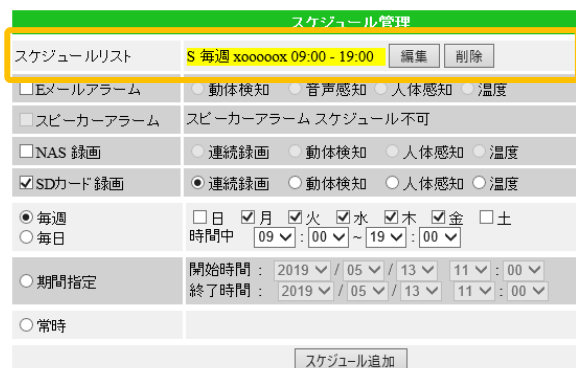 スケジュール管理
スケジュールリスト S 毎週 xooooox 09:00 - 19:00 編集 削除
Eメールアラーム 動体検知 音声感知 人体感知 温度
スピーカーアラーム スピーカーアラーム スケジュール不可
NAS 録画 連続録画 動体検知 人体感知 温度
SDカード録画 連続録画 動体検知 人体感知 温度
毎週 日 月 火 水 木 金 土
毎日 時間中 09 : 00 ~ 19 : 00
期間指定 開始時間 : 2019 / 05 / 13 11 : 00
終了時間 : 2019 / 05 / 13 11 : 00
常時
スケジュール追加